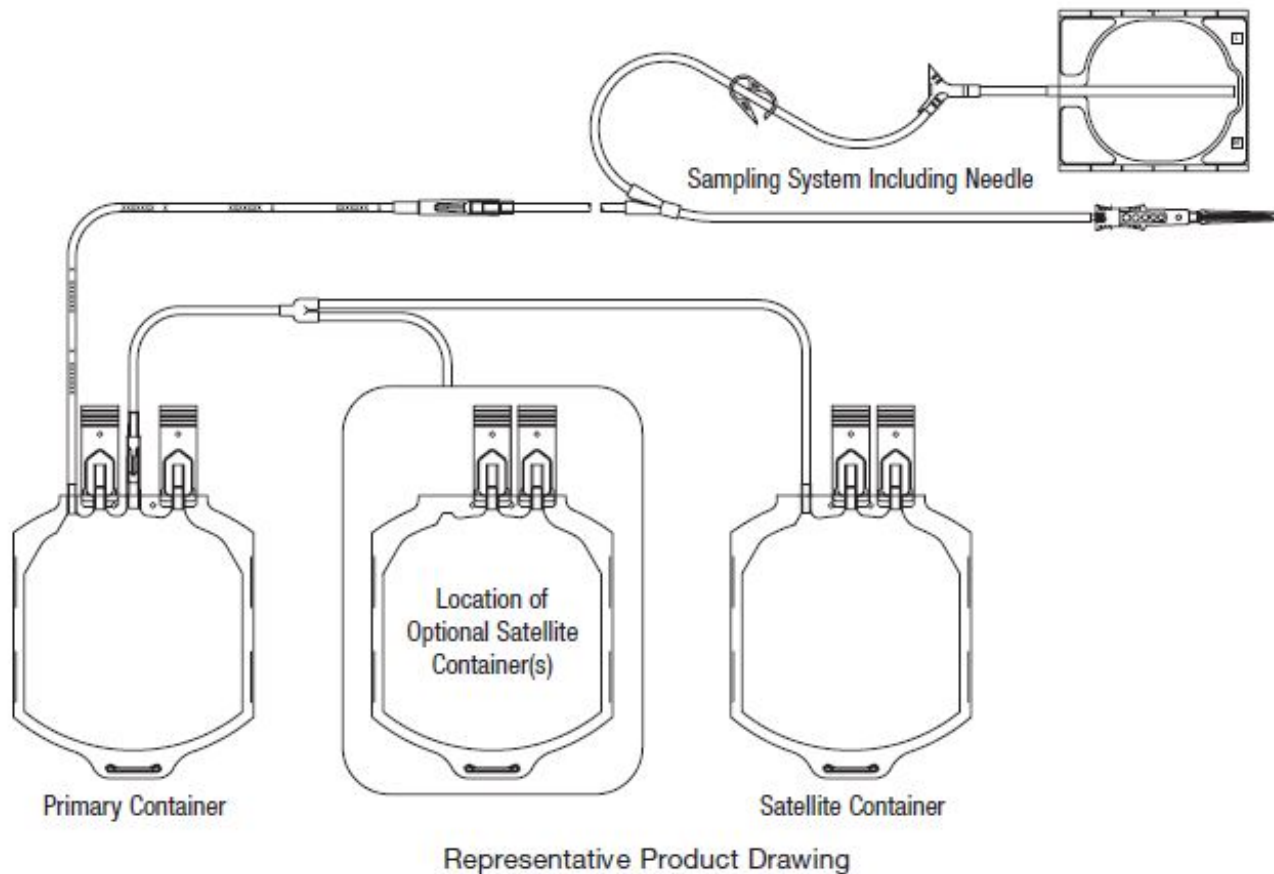 Sampling System Including Needle
Location of
Optional Satellite
Container(s)
Primary Container
Satellite Container
Representative Product Drawing